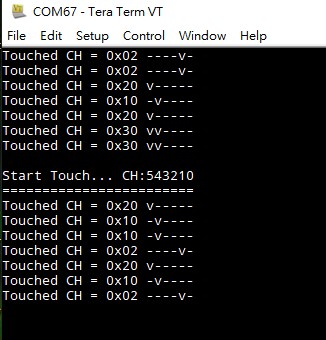 COM67 - Tera Term VT
File Edit Setup Control Window Help
Touched CH = 0x02 ----v-
Touched CH = 0x02 ----v-
Touched CH = 0x20 v-----
Touched CH = 0x10 -v----
Touched CH = 0x20 v-----
Touched CH = 0x30 vv----
Touched CH = 0x30 vv----
Start Touch... CH:543210
========================
Touched CH = 0x20 v-----
Touched CH = 0x10 -v----
Touched CH = 0x10 -v----
Touched CH = 0x02 ----v-
Touched CH = 0x20 v-----
Touched CH = 0x10 -v----
Touched CH = 0x02 ----v-